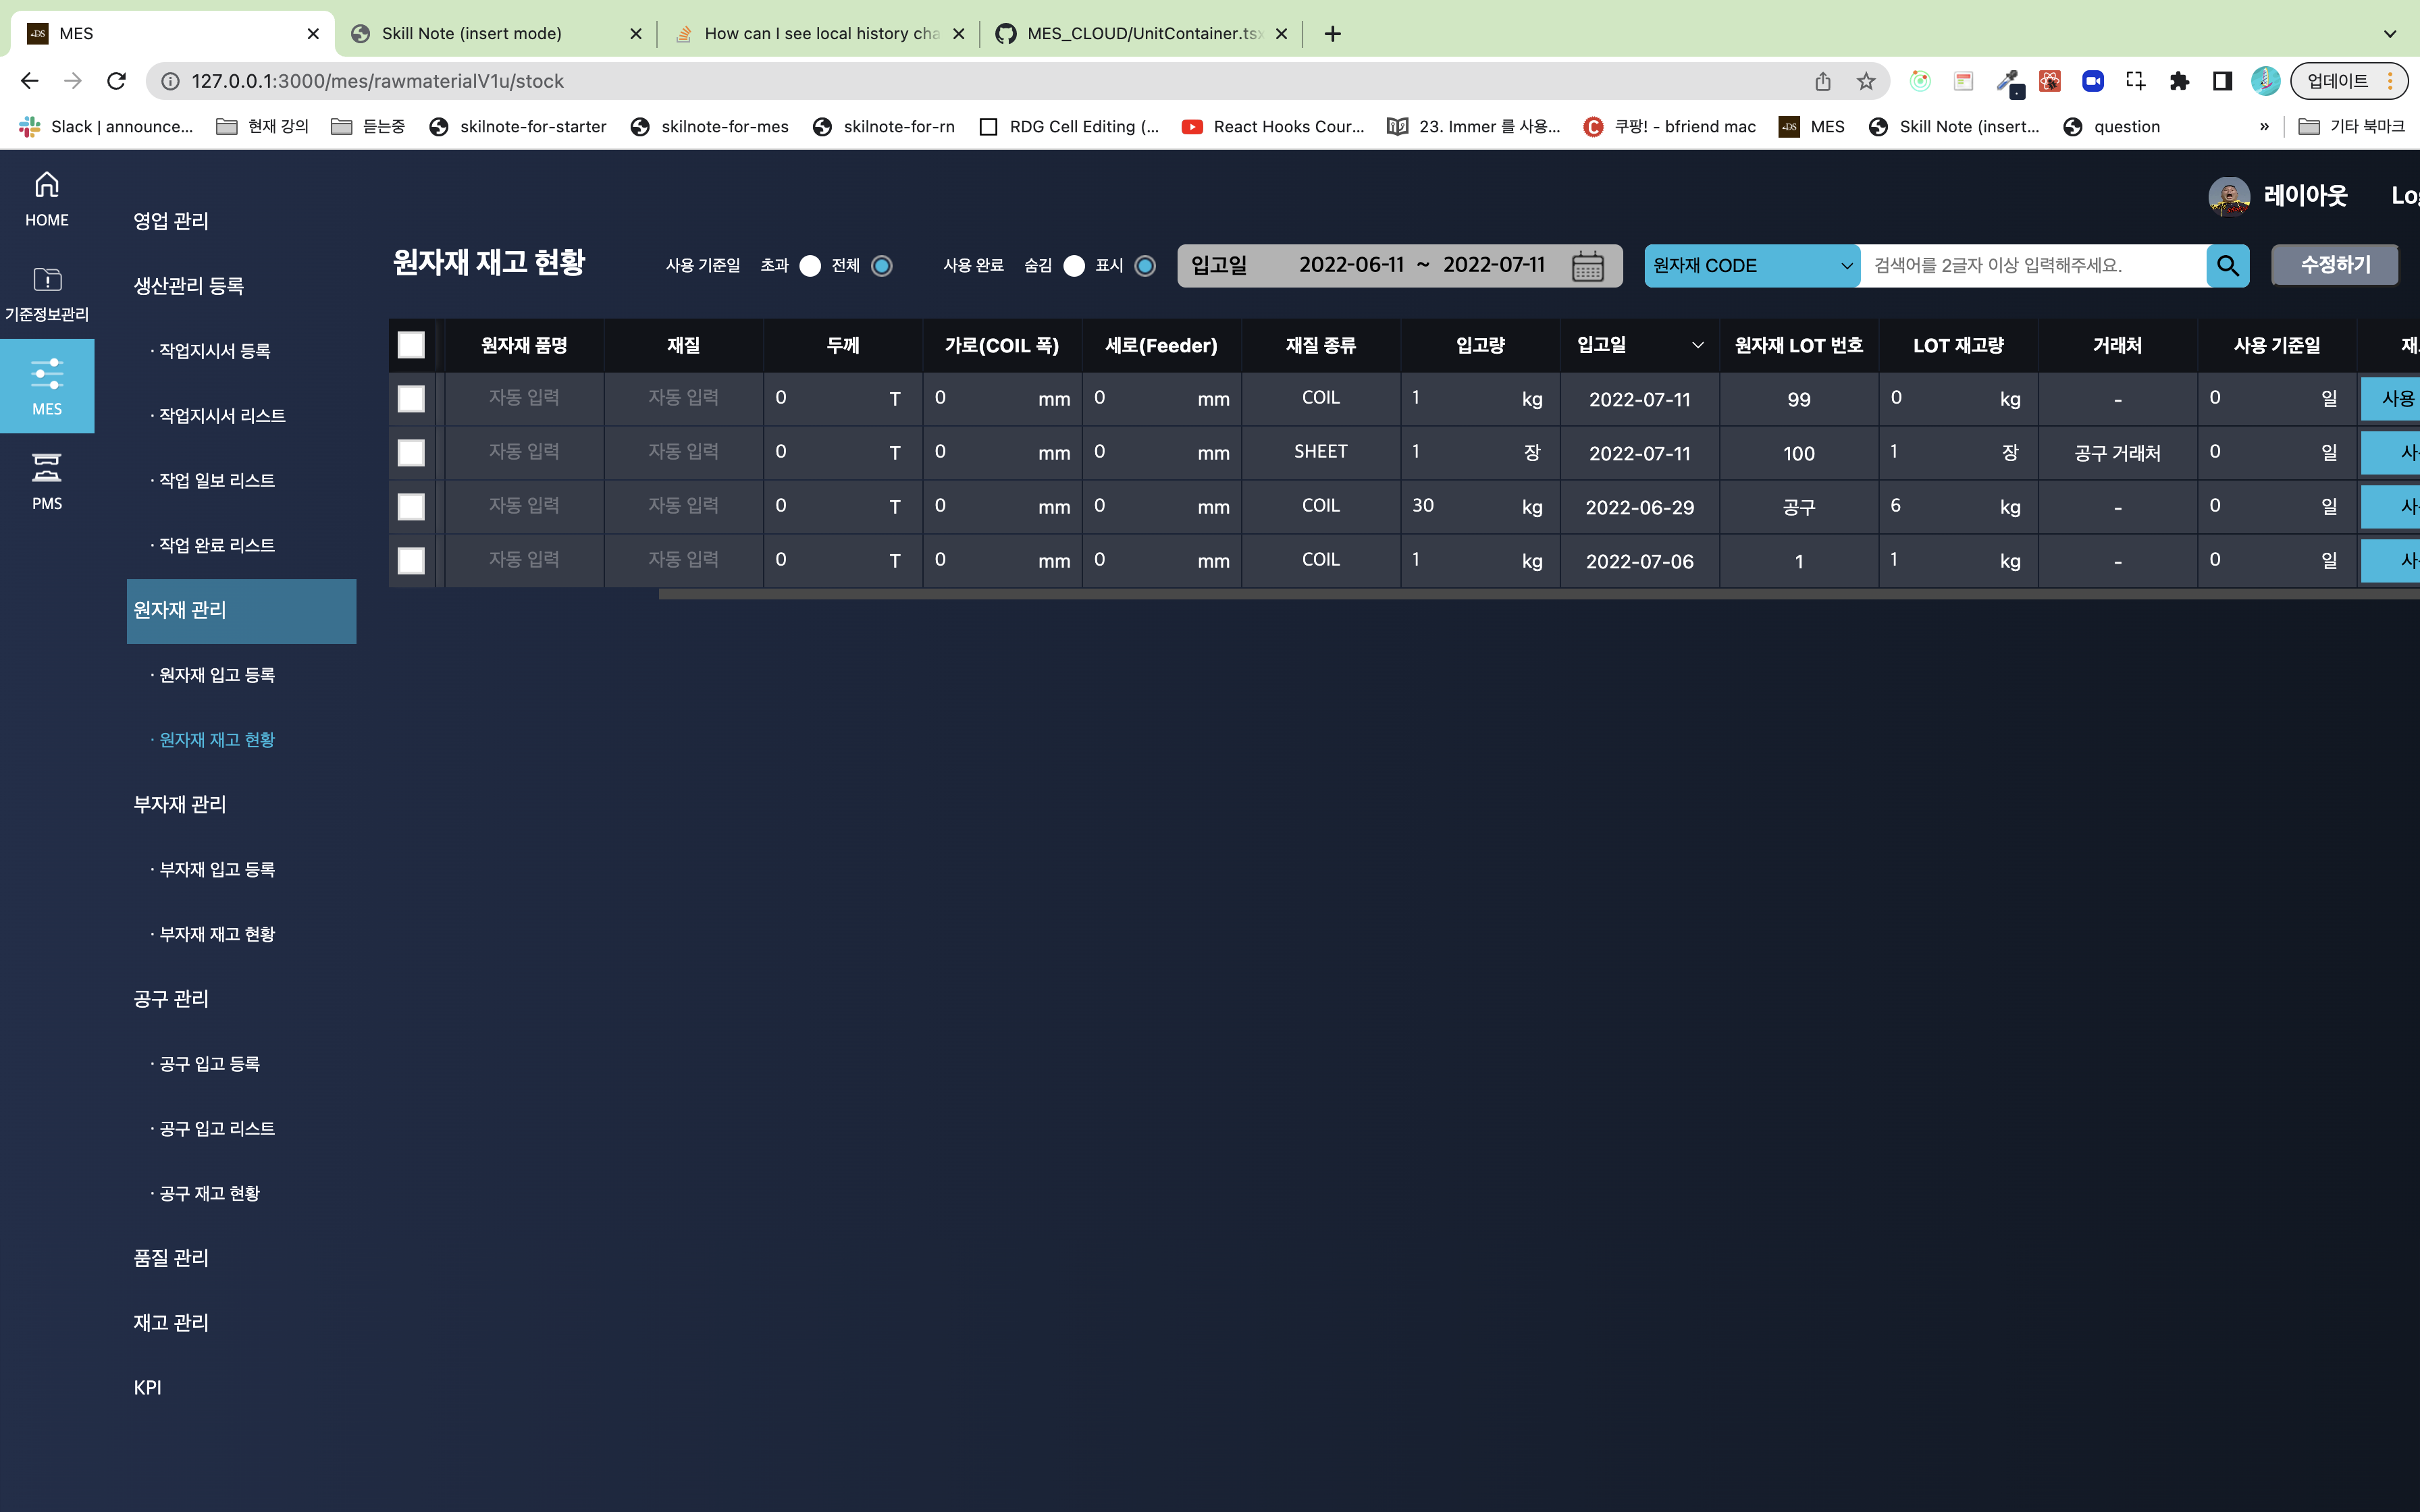 MES
Skill Note (insert mode)
How can I see local history cha
MES_CLOUD/UnitContainer.tsx
127.0.0.1:3000/mes/rawmaterialV1u/stock
업데이트
Slack | announce...
현재 강의
듣는중
skilnote-for-starter
skilnote-for-mes
skilnote-for-rn
RDG Cell Editing (...
React Hooks Cour...
23. Immer 를 사용...
쿠팡! - bfriend mac
MES
Skill Note (insert...
question
»
기타 북마크
HOME
기준정보관리
MES
PMS
영업 관리
생산관리 등록
· 작업지시서 등록
· 작업지시서 리스트
· 작업 일보 리스트
· 작업 완료 리스트
원자재 관리
· 원자재 입고 등록
· 원자재 재고 현황
부자재 관리
· 부자재 입고 등록
· 부자재 재고 현황
공구 관리
· 공구 입고 등록
· 공구 입고 리스트
· 공구 재고 현황
품질 관리
재고 관리
KPI
레이아웃
원자재 재고 현황
사용 기준일 초과 전체
사용 완료 숨김 표시
입고일 2022-06-11 ~ 2022-07-11
원자재 CODE
검색어를 2글자 이상 입력해주세요.
수정하기
원자재 품명 재질 두께 가로(COIL 폭) 세로(Feeder) 재질 종류 입고량 입고일 원자재 LOT 번호 LOT 재고량 거래처 사용 기준일
자동 입력 자동 입력 0 T 0 mm 0 mm COIL 1 kg 2022-07-11 99 0 kg - 0 일 사용
자동 입력 자동 입력 0 T 0 mm 0 mm SHEET 1 장 2022-07-11 100 1 장 공구 거래처 0 일
자동 입력 자동 입력 0 T 0 mm 0 mm COIL 30 kg 2022-06-29 공구 6 kg - 0 일
자동 입력 자동 입력 0 T 0 mm 0 mm COIL 1 kg 2022-07-06 1 1 kg - 0 일